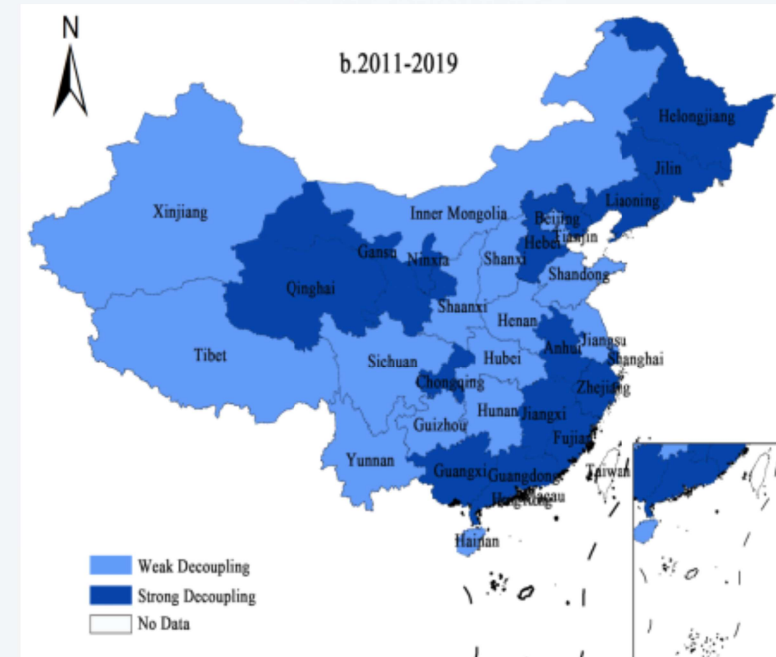 N
b.2011-2019
Helongjiang
Jilin
Liaoning
Xinjiang
Inner Mongolia
Beijing
Tianjin
Hebei
Gansu
Ninxia
Shanxi
Shandong
Qinghai
Shaanxi
Henan
Jiangsu
Anhui
Shanghai
Tibet
Sichuan
Hubei
Chongqing
Zhejiang
Hunan
Jiangxi
Guizhou
Fujian
Yunnan
Guangxi
Guangdong
Taiwan
Macau
Hainan
Weak Decoupling
Strong Decoupling
No Data